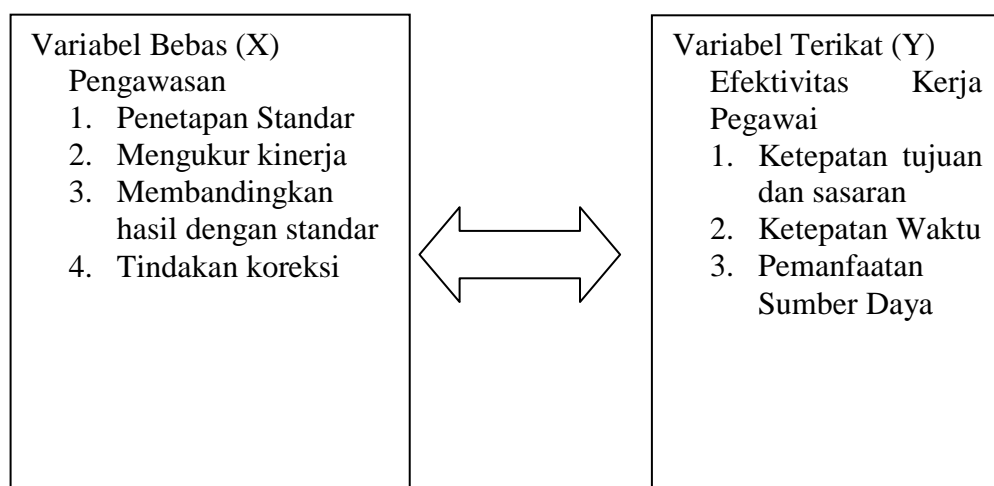 Variabel Bebas (X)
Pengawasan
1. Penetapan Standar
2. Mengukur kinerja
3. Membandingkan
hasil dengan standar
4. Tindakan koreksi
Variabel Terikat (Y)
Efektivitas Kerja
Pegawai
1. Ketepatan tujuan
dan sasaran
2. Ketepatan Waktu
3. Pemanfaatan
Sumber Daya